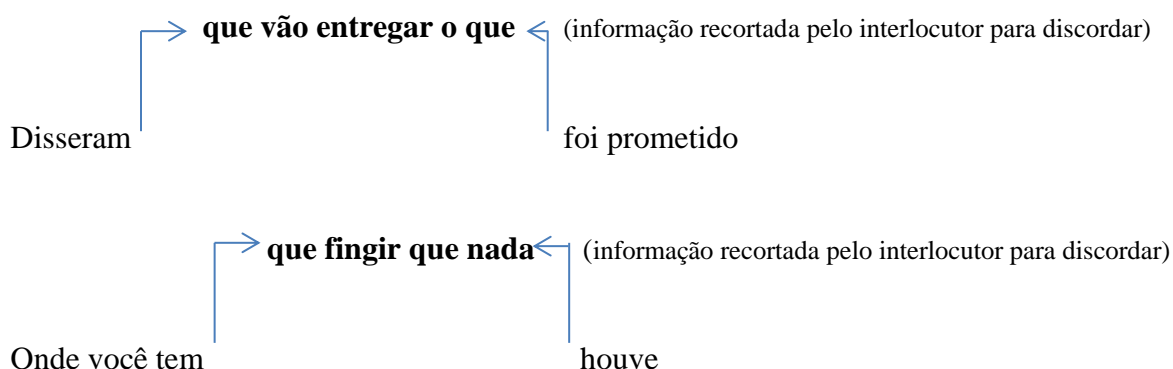 que vão entregar o que (informação recortada pelo interlocutor para discordar)
Disseram foi prometido
que fingir que nada (informação recortada pelo interlocutor para discordar)
Onde você tem houve